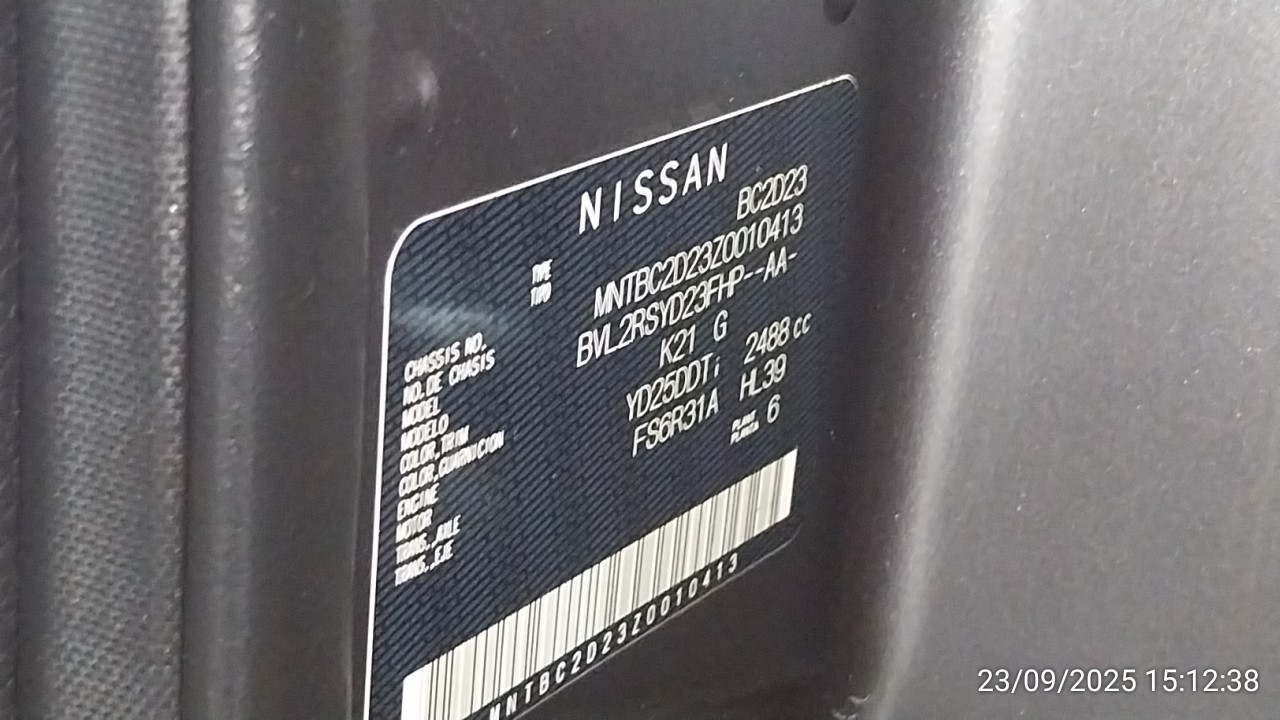 NISSAN
TYPE BC2D23
TIPO
CHASSIS NO. MNTBC2D23Z0010413
NO. DE CHASIS
MODEL BVL2RSYD23FHP--AA-
MODELO
COLOR,TRIM K21 G
COLOR,GUARNICION
ENGINE YD25DDTi 2488 cc
MOTOR
TRANS.,AXLE FS6R31A HL39
TRANS.,EJE
PLANT 6
PLANTA
MNTBC2D23Z0010413
23/09/2025 15:12:38